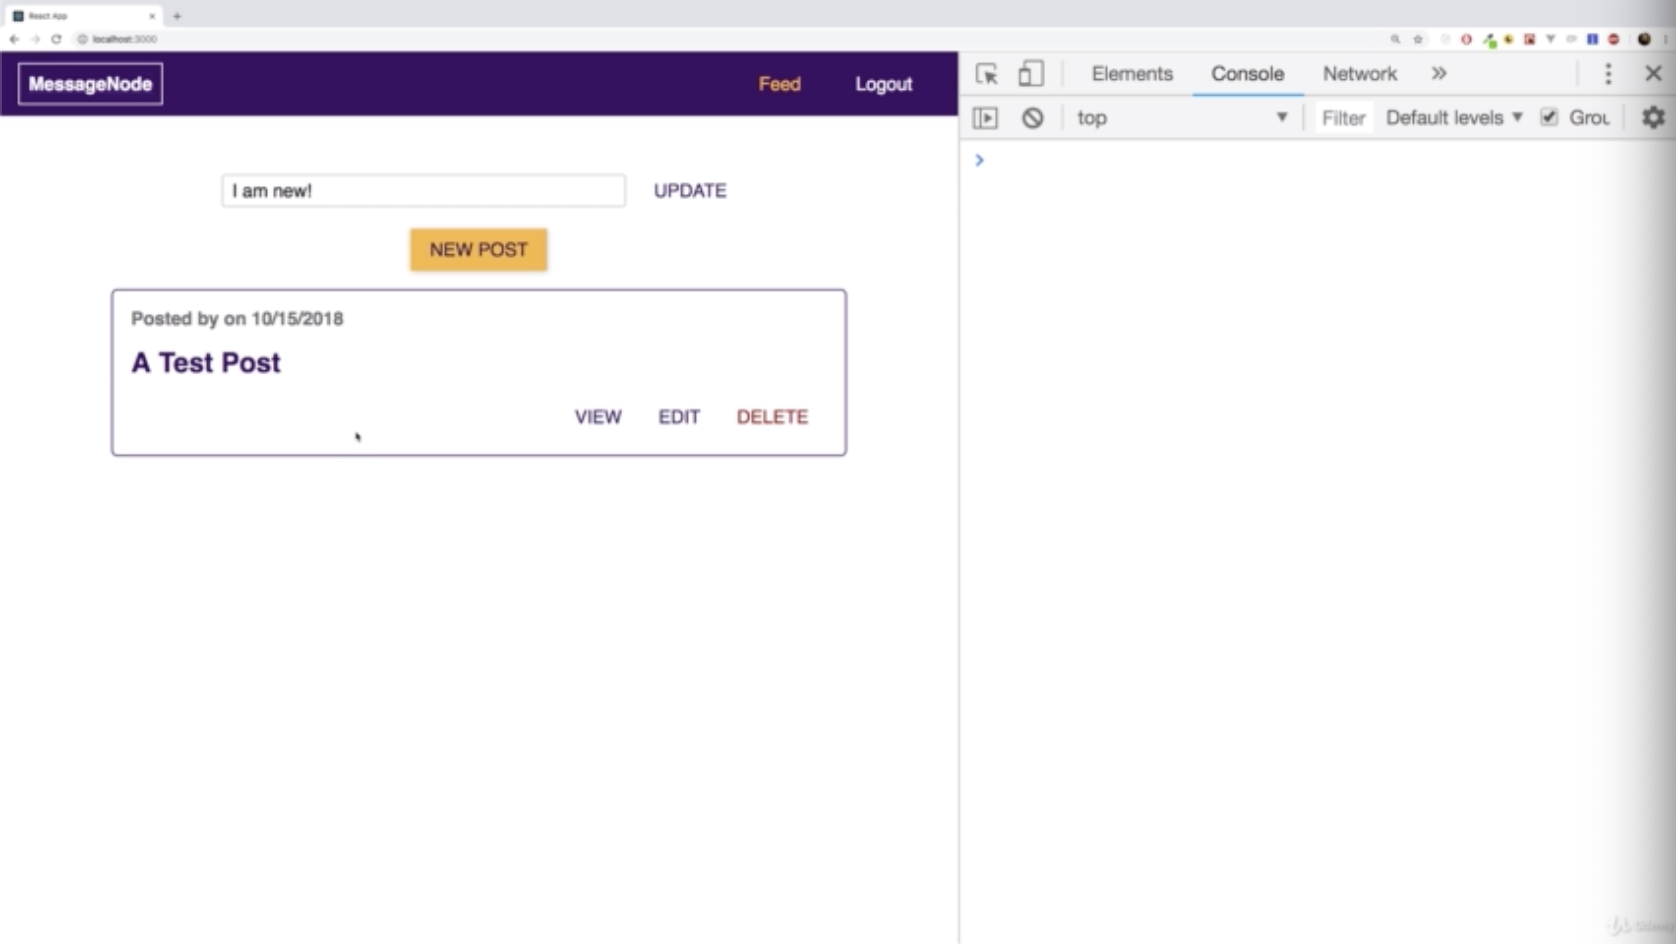 React App
localhost:3000
MessageNode
Feed
Logout
Elements
Console
Network
top
Filter
Default levels
Grou
I am new!
UPDATE
NEW POST
Posted by on 10/15/2018
A Test Post
VIEW
EDIT
DELETE